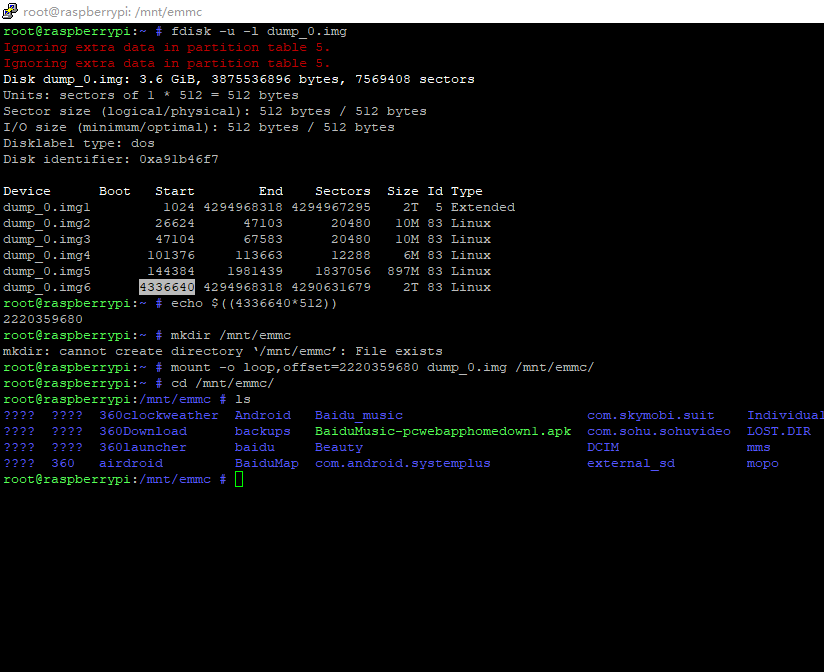 root@raspberrypi: /mnt/emmc
root@raspberrypi:~ # fdisk -u -l dump_0.img
Ignoring extra data in partition table 5.
Ignoring extra data in partition table 5.
Disk dump_0.img: 3.6 GiB, 3875536896 bytes, 7569408 sectors
Units: sectors of 1 * 512 = 512 bytes
Sector size (logical/physical): 512 bytes / 512 bytes
I/O size (minimum/optimal): 512 bytes / 512 bytes
Disklabel type: dos
Disk identifier: 0xa91b46f7
Device      Boot   Start        End    Sectors  Size Id Type
dump_0.img1         1024 4294968318 4294967295    2T  5 Extended
dump_0.img2        26624      47103      20480   10M 83 Linux
dump_0.img3        47104      67583      20480   10M 83 Linux
dump_0.img4       101376     113663      12288    6M 83 Linux
dump_0.img5       144384    1981439    1837056  897M 83 Linux
dump_0.img6      4336640 4294968318 4290631679    2T 83 Linux
root@raspberrypi:~ # echo $((4336640*512))
2220359680
root@raspberrypi:~ # mkdir /mnt/emmc
mkdir: cannot create directory ‘/mnt/emmc’: File exists
root@raspberrypi:~ # mount -o loop,offset=2220359680 dump_0.img /mnt/emmc/
root@raspberrypi:~ # cd /mnt/emmc/
root@raspberrypi:/mnt/emmc # ls
????  ????  360clockweather  Android   Baidu_music                       com.skymobi.suit     Individual
????  ????  360Download      backups   BaiduMusic-pcwebapphomedown1.apk  com.sohu.sohuvideo  LOST.DIR
????  ????  360launcher      baidu     Beauty                            DCIM                mms
????  360   airdroid         BaiduMap  com.android.systemplus            external_sd         mopo
root@raspberrypi:/mnt/emmc #